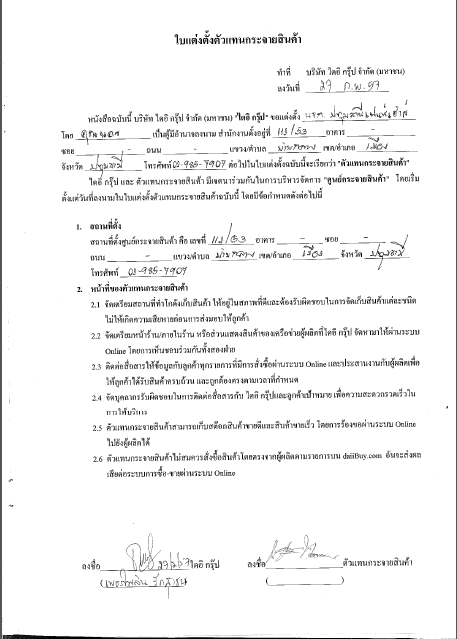 ใบแต่งตั้งตัวแทนกระจายสินค้า
ทำที่ บริษัท ไดอิ กรุ๊ป จำกัด (มหาชน)
ลงวันที่ 27 ก.พ. 67
หนังสือฉบับนี้ บริษัท ไดอิ กรุ๊ป จำกัด (มหาชน) "ไดอิ กรุ๊ป" ขอแต่งตั้ง
โดย เป็นผู้มีอำนาจลงนาม สำนักงานตั้งอยู่ที่ 112/53 อาคาร -
ซอย - ถนน - แขวง/ตำบล บ้านกลาง เขต/อำเภอ เมือง
จังหวัด ปทุมธานี โทรศัพท์ 02-985-7907 ต่อไปในใบแต่งตั้งฉบับนี้จะเรียกว่า "ตัวแทนกระจายสินค้า"
ไดอิ กรุ๊ป และ ตัวแทนกระจายสินค้า มีเจตนาร่วมกันในการบริหารจัดการ "ศูนย์กระจายสินค้า" โดยเริ่ม
ตั้งแต่วันที่ลงนามในใบแต่งตั้งตัวแทนกระจายสินค้าฉบับนี้ โดยมีข้อกำหนดดังต่อไปนี้
1. สถานที่ตั้ง
สถานที่ตั้งศูนย์กระจายสินค้า คือ เลขที่ 112/53 อาคาร - ซอย -
ถนน - แขวง/ตำบล บ้านกลาง เขต/อำเภอ เมือง จังหวัด ปทุมธานี
โทรศัพท์ 02-985-7907
2. หน้าที่ของตัวแทนกระจายสินค้า
2.1 จัดเตรียมสถานที่ทำโกดังเก็บสินค้า ให้อยู่ในสภาพที่ดีและต้องรับผิดชอบในการจัดเก็บสินค้าแต่ละชนิด
ไม่ให้เกิดความเสียหายก่อนการส่งมอบให้ลูกค้า
2.2 จัดเตรียมหน้าร้าน/ภายในร้าน หรือส่วนแสดงสินค้าของเครือข่ายผู้ผลิตที่ไดอิ กรุ๊ป จัดหามาให้ผ่านระบบ
Online โดยการเห็นชอบร่วมกันทั้งสองฝ่าย
2.3 ติดต่อสื่อสารให้ข้อมูลกับลูกค้าทุกรายการที่มีการสั่งซื้อผ่านระบบ Online และประสานงานกับผู้ผลิตเพื่อ
ให้ลูกค้าได้รับสินค้าครบถ้วน และถูกต้องตรงตามเวลาที่กำหนด
2.4 จัดบุคลากรรับผิดชอบในการติดต่อสื่อสารกับ ไดอิ กรุ๊ปและลูกค้าเป้าหมาย เพื่อความสะดวกรวดเร็วใน
การให้บริการ
2.5 ตัวแทนกระจายสินค้าสามารถเก็บสต๊อกสินค้าขายดีและสินค้าขายเร็ว โดยการร้องขอผ่านระบบ Online
ไปยังผู้ผลิตได้
2.6 ตัวแทนกระจายสินค้าไม่สมควรสั่งซื้อสินค้าโดยตรงจากผู้ผลิตตามรายการบน daiiBuy.com อันจะส่งผล
เสียต่อระบบการซื้อ-ขายผ่านระบบ Online
ลงชื่อ 27/2/67 ไดอิ กรุ๊ป
ลงชื่อ ตัวแทนกระจายสินค้า